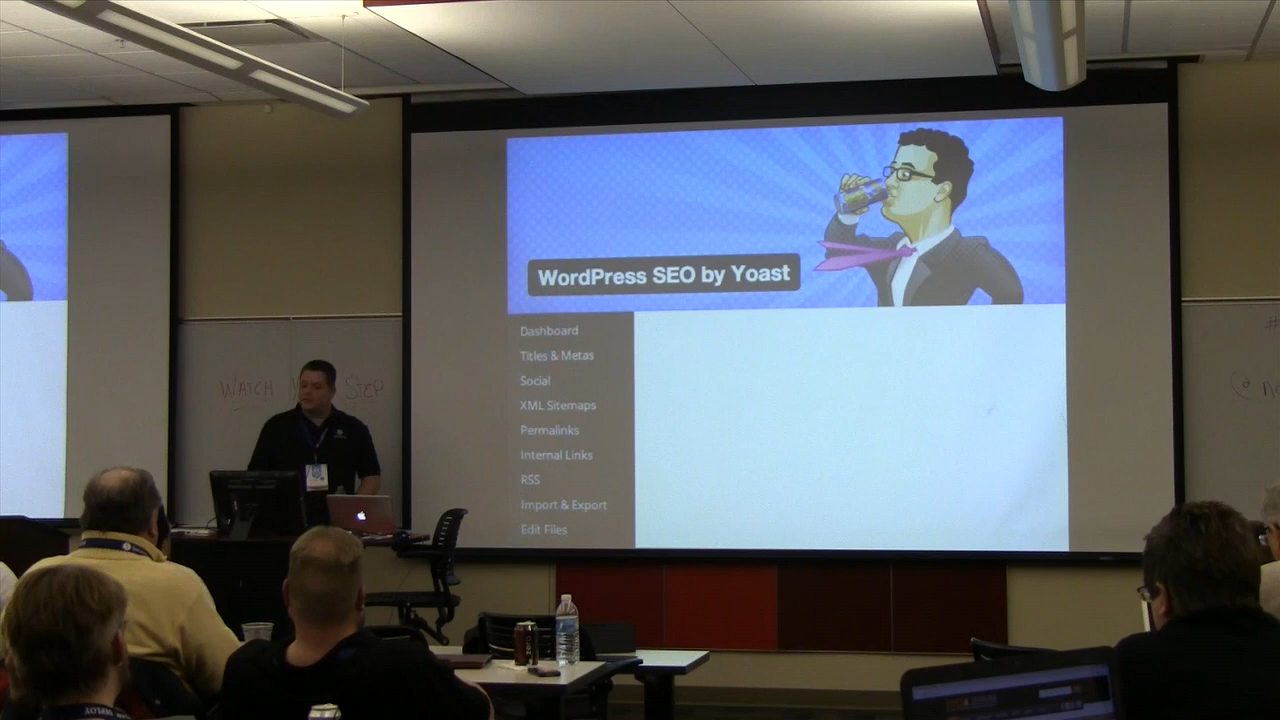 WordPress SEO by Yoast
Dashboard
Titles & Metas
Social
XML Sitemaps
Permalinks
Internal Links
RSS
Import & Export
Edit Files
WATCH
STEP